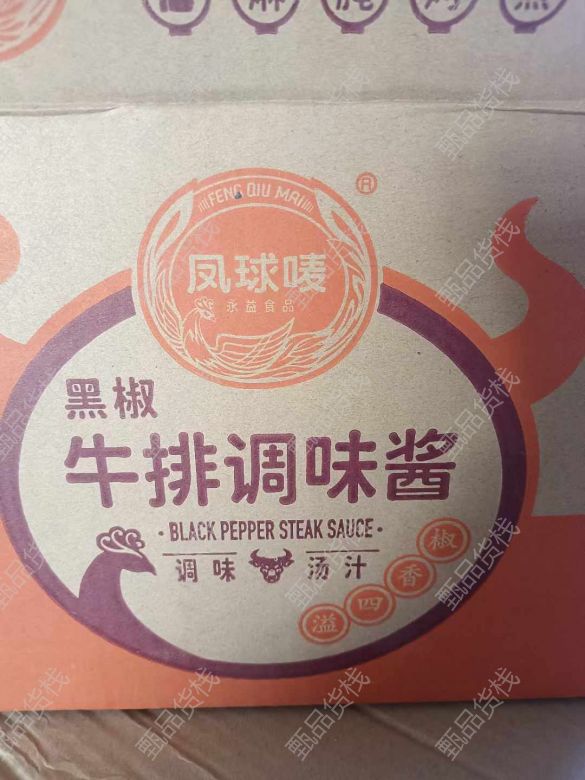 FENG QIU MAI
®
凤球唛
永益食品
黑椒
牛排调味酱
·BLACK PEPPER STEAK SAUCE·
调味 汤汁
椒香四溢
甄品货栈